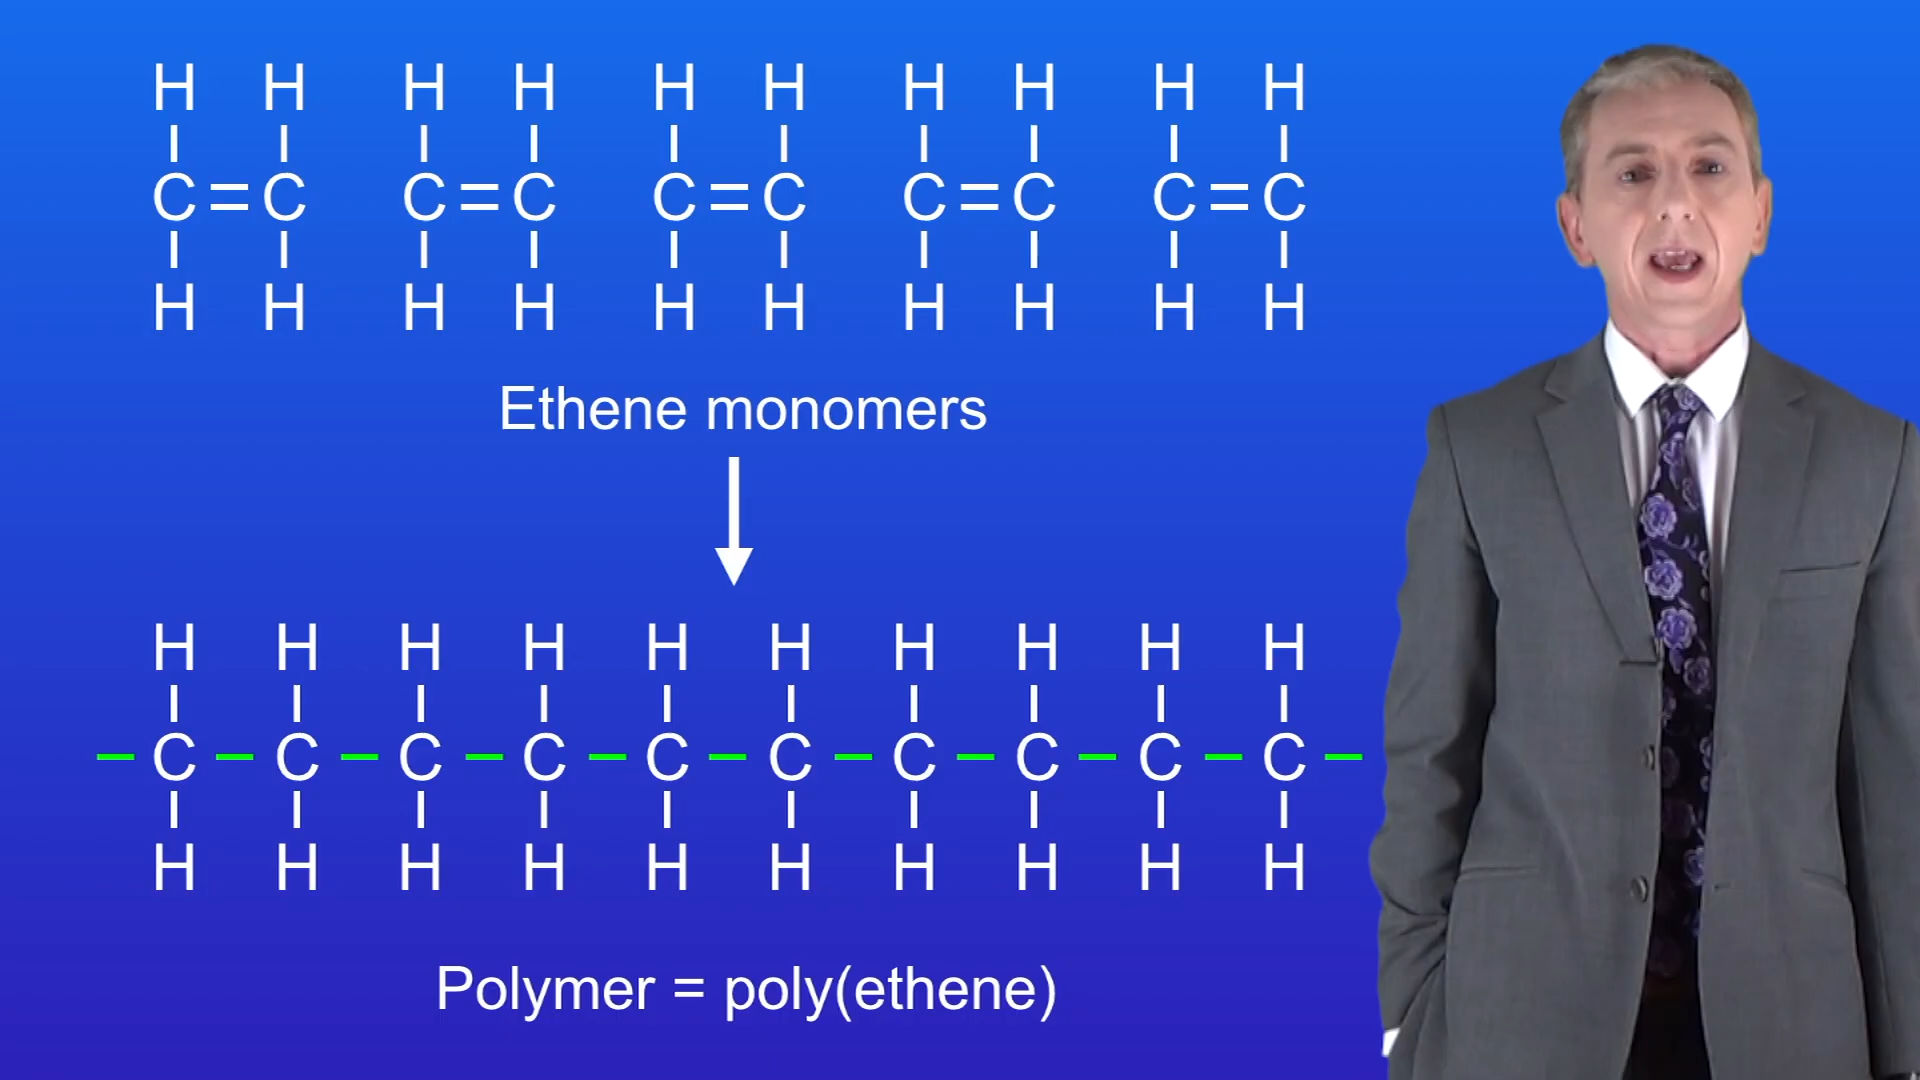 H H H H H H H H H H
C=C C=C C=C C=C C=C
H H H H H H H H H H
Ethene monomers
H H H H H H H H H H
C C C C C C C C C C
H H H H H H H H H H
Polymer = poly(ethene)